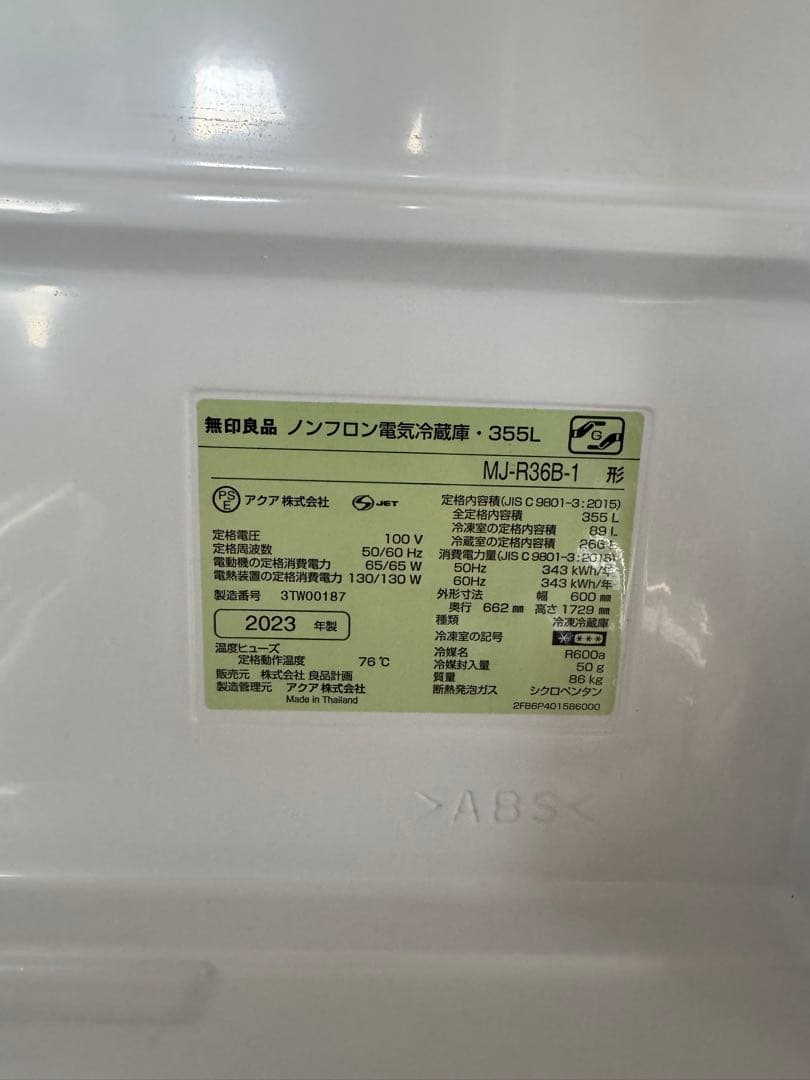 無印良品 ノンフロン電気冷蔵庫・355L
G
MJ-R36B-1 形
PS E アクア 株式会社 S JET
定格電圧 100 V
定格周波数 50/60 Hz
電動機の定格消費電力 65/65 W
電熱装置の定格消費電力 130/130 W
製造番号 3TW00187
2023 年製
温度ヒューズ
定格動作温度 76℃
販売元 株式会社 良品計画
製造管理元 アクア 株式会社
Made in Thailand
定格内容積(JIS C 9801-3:2015)
全定格内容積 355 L
冷凍室の定格内容積 89 L
冷蔵室の定格内容積 266 L
消費電力量(JIS C 9801-3:2015)
50Hz 343 kWh/年
60Hz 343 kWh/年
外形寸法 幅 600 mm
奥行 662 mm 高さ 1729 mm
種類 冷凍冷蔵庫
冷凍室の記号
冷媒名 R600a
冷媒封入量 50 g
質量 86 kg
断熱発泡ガス シクロペンタン
2FB6P4015B6000
>ABS<